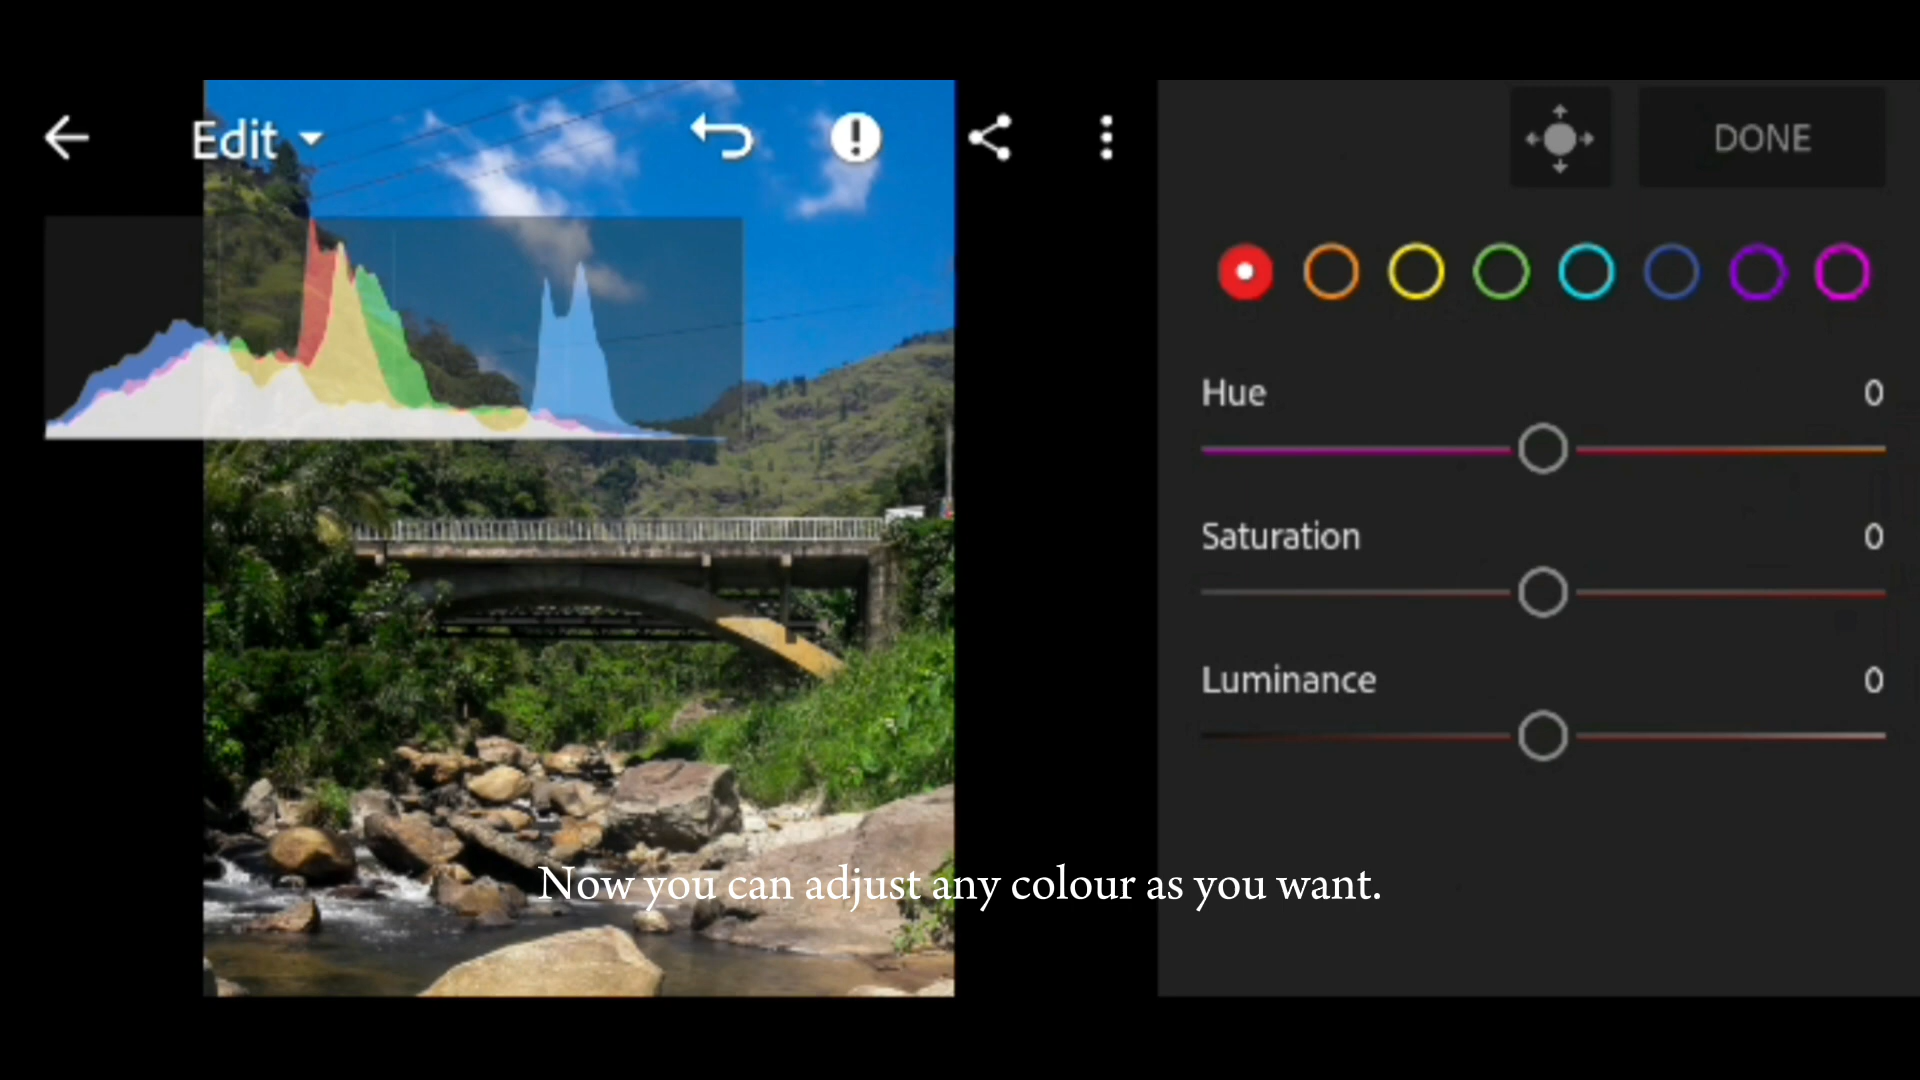 Edit
DONE
Hue 0
Saturation 0
Luminance 0
Now you can adjust any colour as you want.